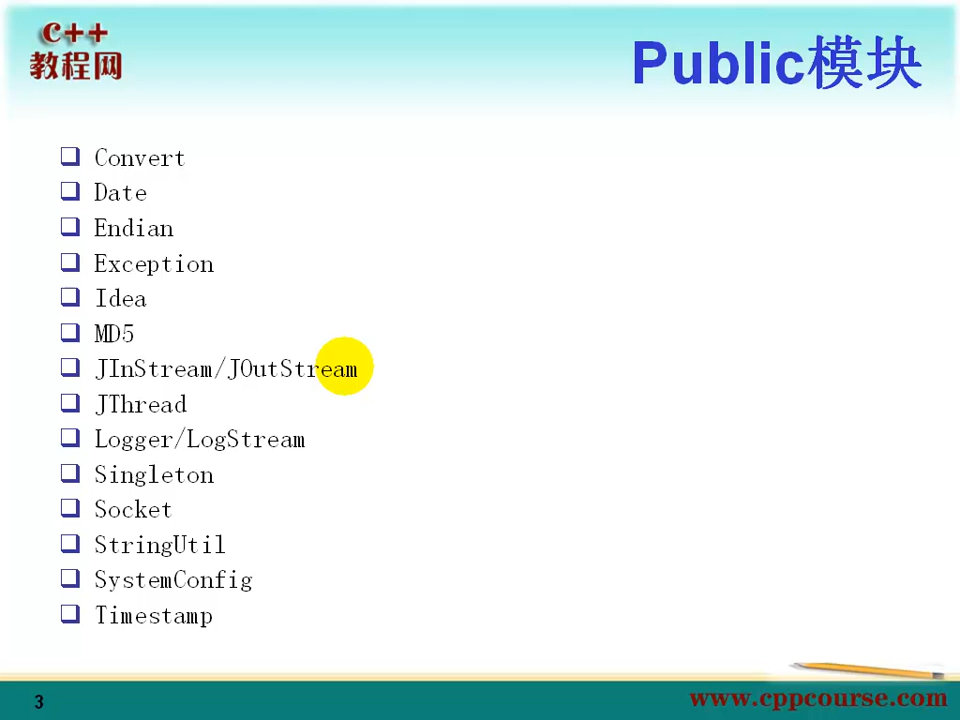 C++
教程网
Public模块
Convert
Date
Endian
Exception
Idea
MD5
JInStream/JOutStream
JThread
Logger/LogStream
Singleton
Socket
StringUtil
SystemConfig
Timestamp
3
www.cppcourse.com